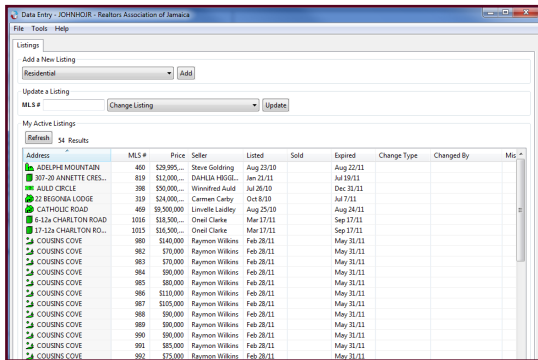 Data Entry - JOHNHOJR - Realtors Association of Jamaica
File Tools Help
Listings
Add a New Listing
Residential Add
Update a Listing
MLS # Change Listing Update
My Active Listings
Refresh 54 Results
Address MLS # Price Seller Listed Sold Expired Change Type Changed By Mis
ADELPHI MOUNTAIN 460 $29,995,... Steve Goldring Aug 23/10 Aug 22/11
307-20 ANNETTE CRES... 819 $12,000,... DAHLIA HIGGI... Jan 21/11 Jul 19/11
AULD CIRCLE 398 $50,000,... Winnifred Auld Jul 26/10 Dec 31/11
22 BEGONIA LODGE 319 $24,000,... Carmen Carby Oct 8/10 Jul 7/11
CATHOLIC ROAD 469 $9,500,000 Linvelle Laidley Aug 25/10 Aug 24/11
6-12a CHARLTON ROAD 1016 $18,500,... Oneil Clarke Mar 17/11 Sep 17/11
17-12a CHARLTON RO... 1015 $16,500,... Oneil Clarke Mar 17/11 Sep 17/11
COUSINS COVE 980 $140,000 Raymon Wilkins Feb 28/11 May 31/11
COUSINS COVE 982 $70,000 Raymon Wilkins Feb 28/11 May 31/11
COUSINS COVE 983 $70,000 Raymon Wilkins Feb 28/11 May 31/11
COUSINS COVE 984 $90,000 Raymon Wilkins Feb 28/11 May 31/11
COUSINS COVE 985 $80,000 Raymon Wilkins Feb 28/11 May 31/11
COUSINS COVE 986 $110,000 Raymon Wilkins Feb 28/11 May 31/11
COUSINS COVE 987 $105,000 Raymon Wilkins Feb 28/11 May 31/11
COUSINS COVE 988 $90,000 Raymon Wilkins Feb 28/11 May 31/11
COUSINS COVE 989 $90,000 Raymon Wilkins Feb 28/11 May 31/11
COUSINS COVE 990 $90,000 Raymon Wilkins Feb 28/11 May 31/11
COUSINS COVE 991 $85,000 Raymon Wilkins Feb 28/11 May 31/11
COUSINS COVE 992 $75,000 Raymon Wilkins Feb 28/11 May 31/11